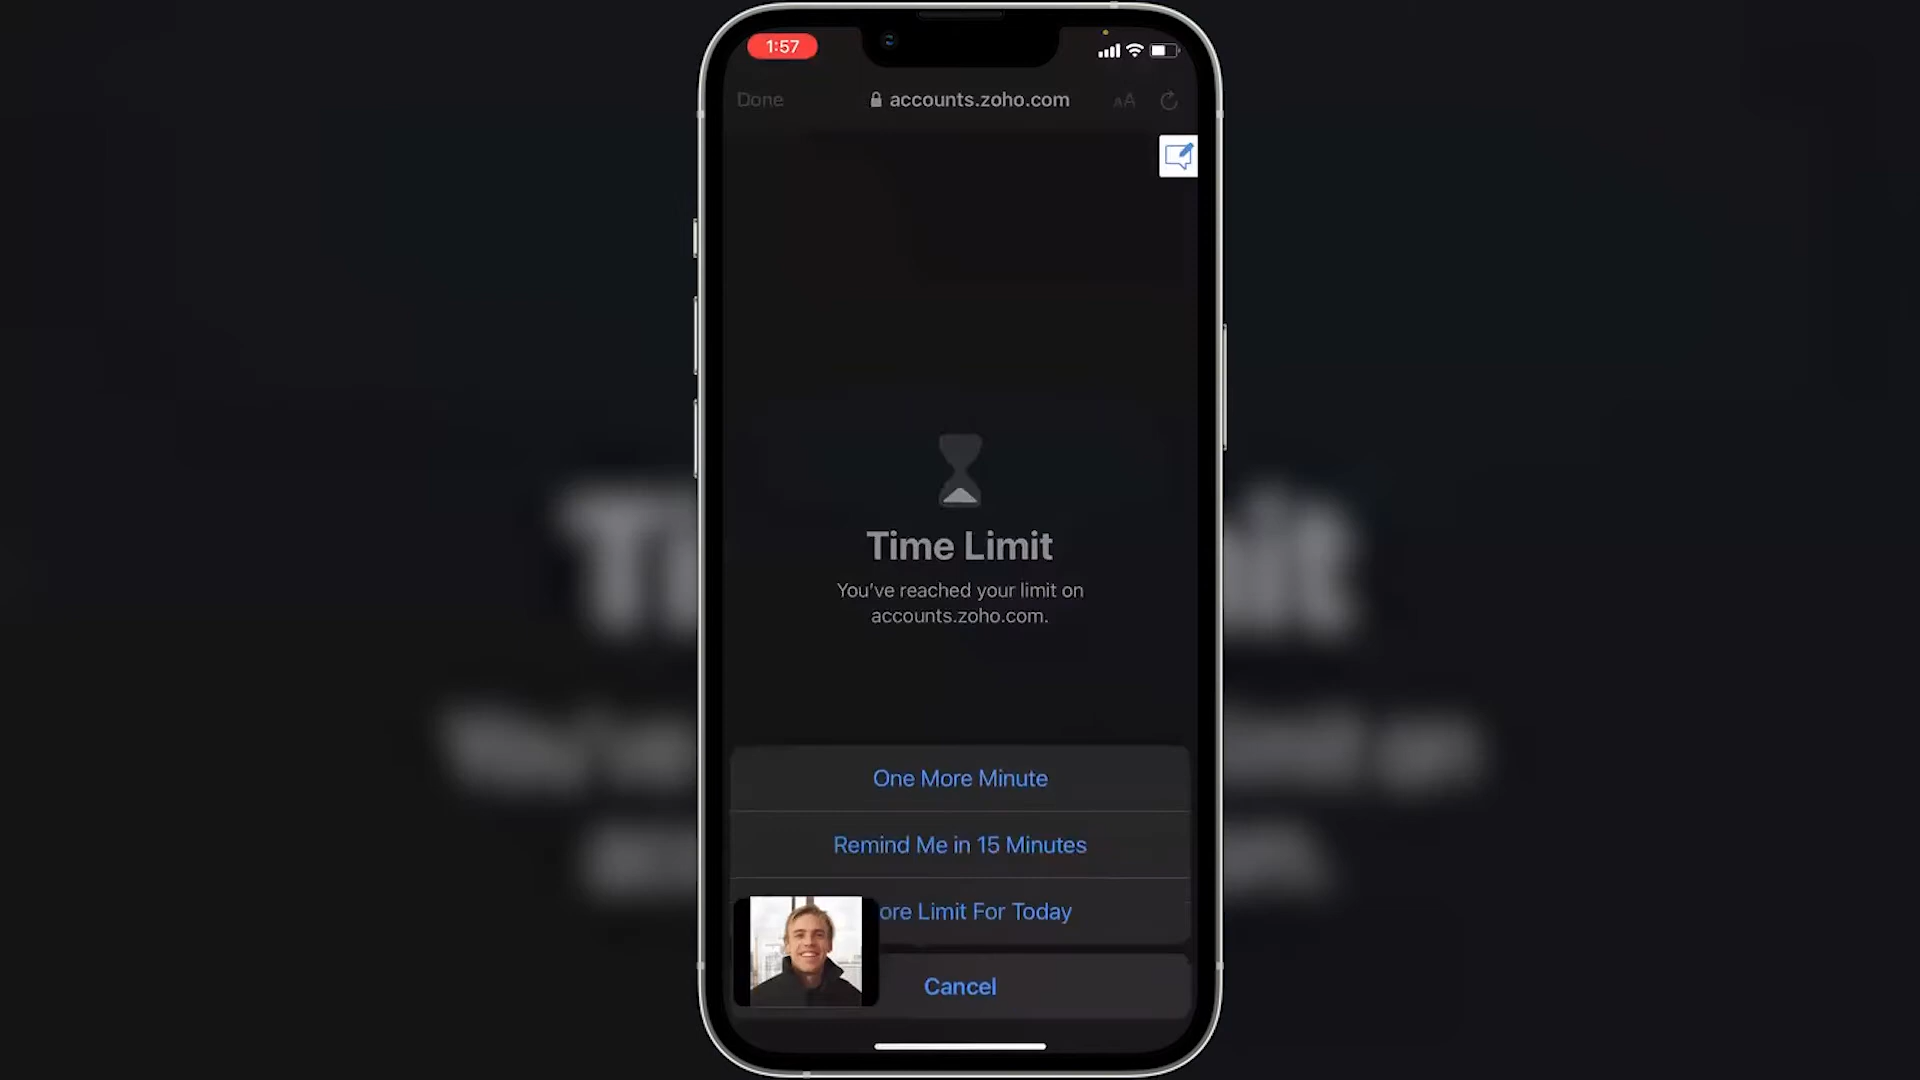 1:57
Done
accounts.zoho.com
AA
Time Limit
You've reached your limit on
accounts.zoho.com.
One More Minute
Remind Me in 15 Minutes
ore Limit For Today
Cancel